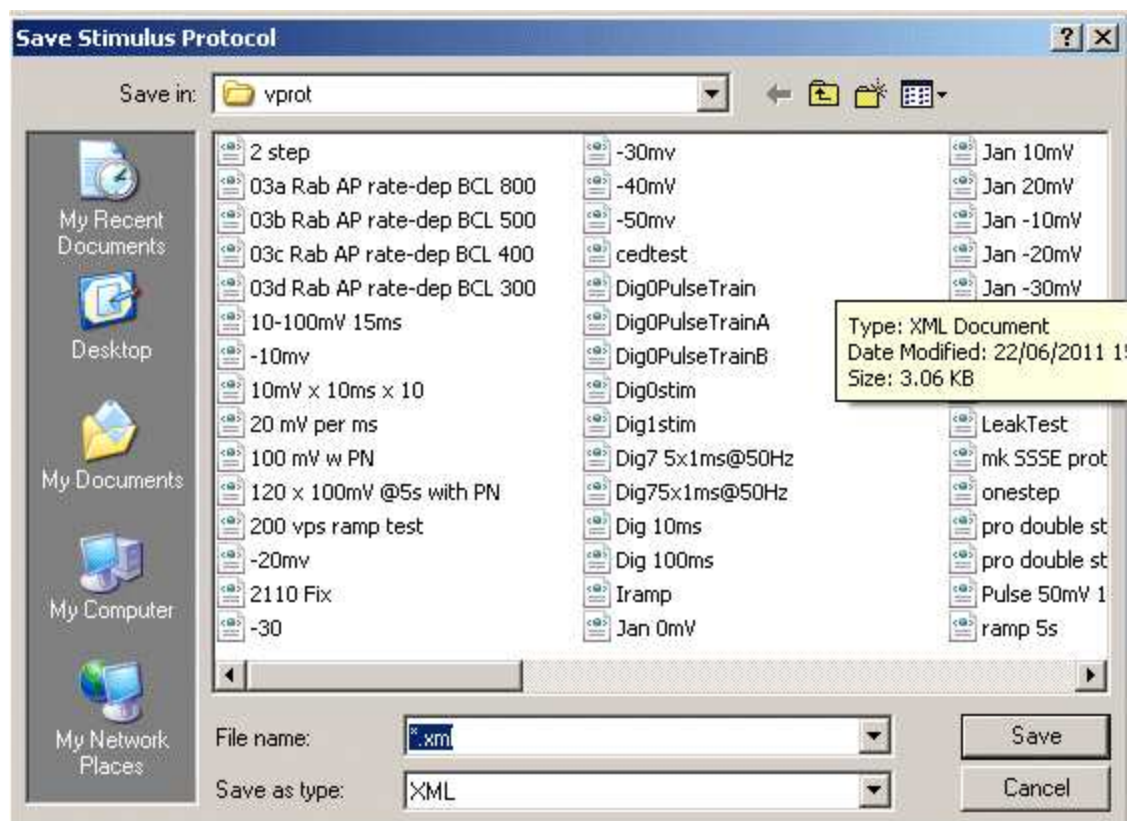 Save Stimulus Protocol
Save in:
vprot
My Recent
Documents
Desktop
My Documents
My Computer
My Network
Places
2 step
03a Rab AP rate-dep BCL 800
03b Rab AP rate-dep BCL 500
03c Rab AP rate-dep BCL 400
03d Rab AP rate-dep BCL 300
10-100mV 15ms
-10mv
10mV x 10ms x 10
20 mV per ms
100 mV w PN
120 x 100mV @5s with PN
200 vps ramp test
-20mv
2110 Fix
-30
-30mv
-40mV
-50mv
cedtest
Dig0PulseTrain
Dig0PulseTrainA
Dig0PulseTrainB
Dig0stim
Dig1stim
Dig7 5x1ms@50Hz
Dig75x1ms@50Hz
Dig 10ms
Dig 100ms
Iramp
Jan 0mV
Jan 10mV
Jan 20mV
Jan -10mV
Jan -20mV
Jan -30mV
Type: XML Document
Date Modified: 22/06/2011 15
Size: 3.06 KB
LeakTest
mk SSSE prot
onestep
pro double st
pro double st
Pulse 50mV 1
ramp 5s
File name:
*.xml
Save
Save as type:
XML
Cancel